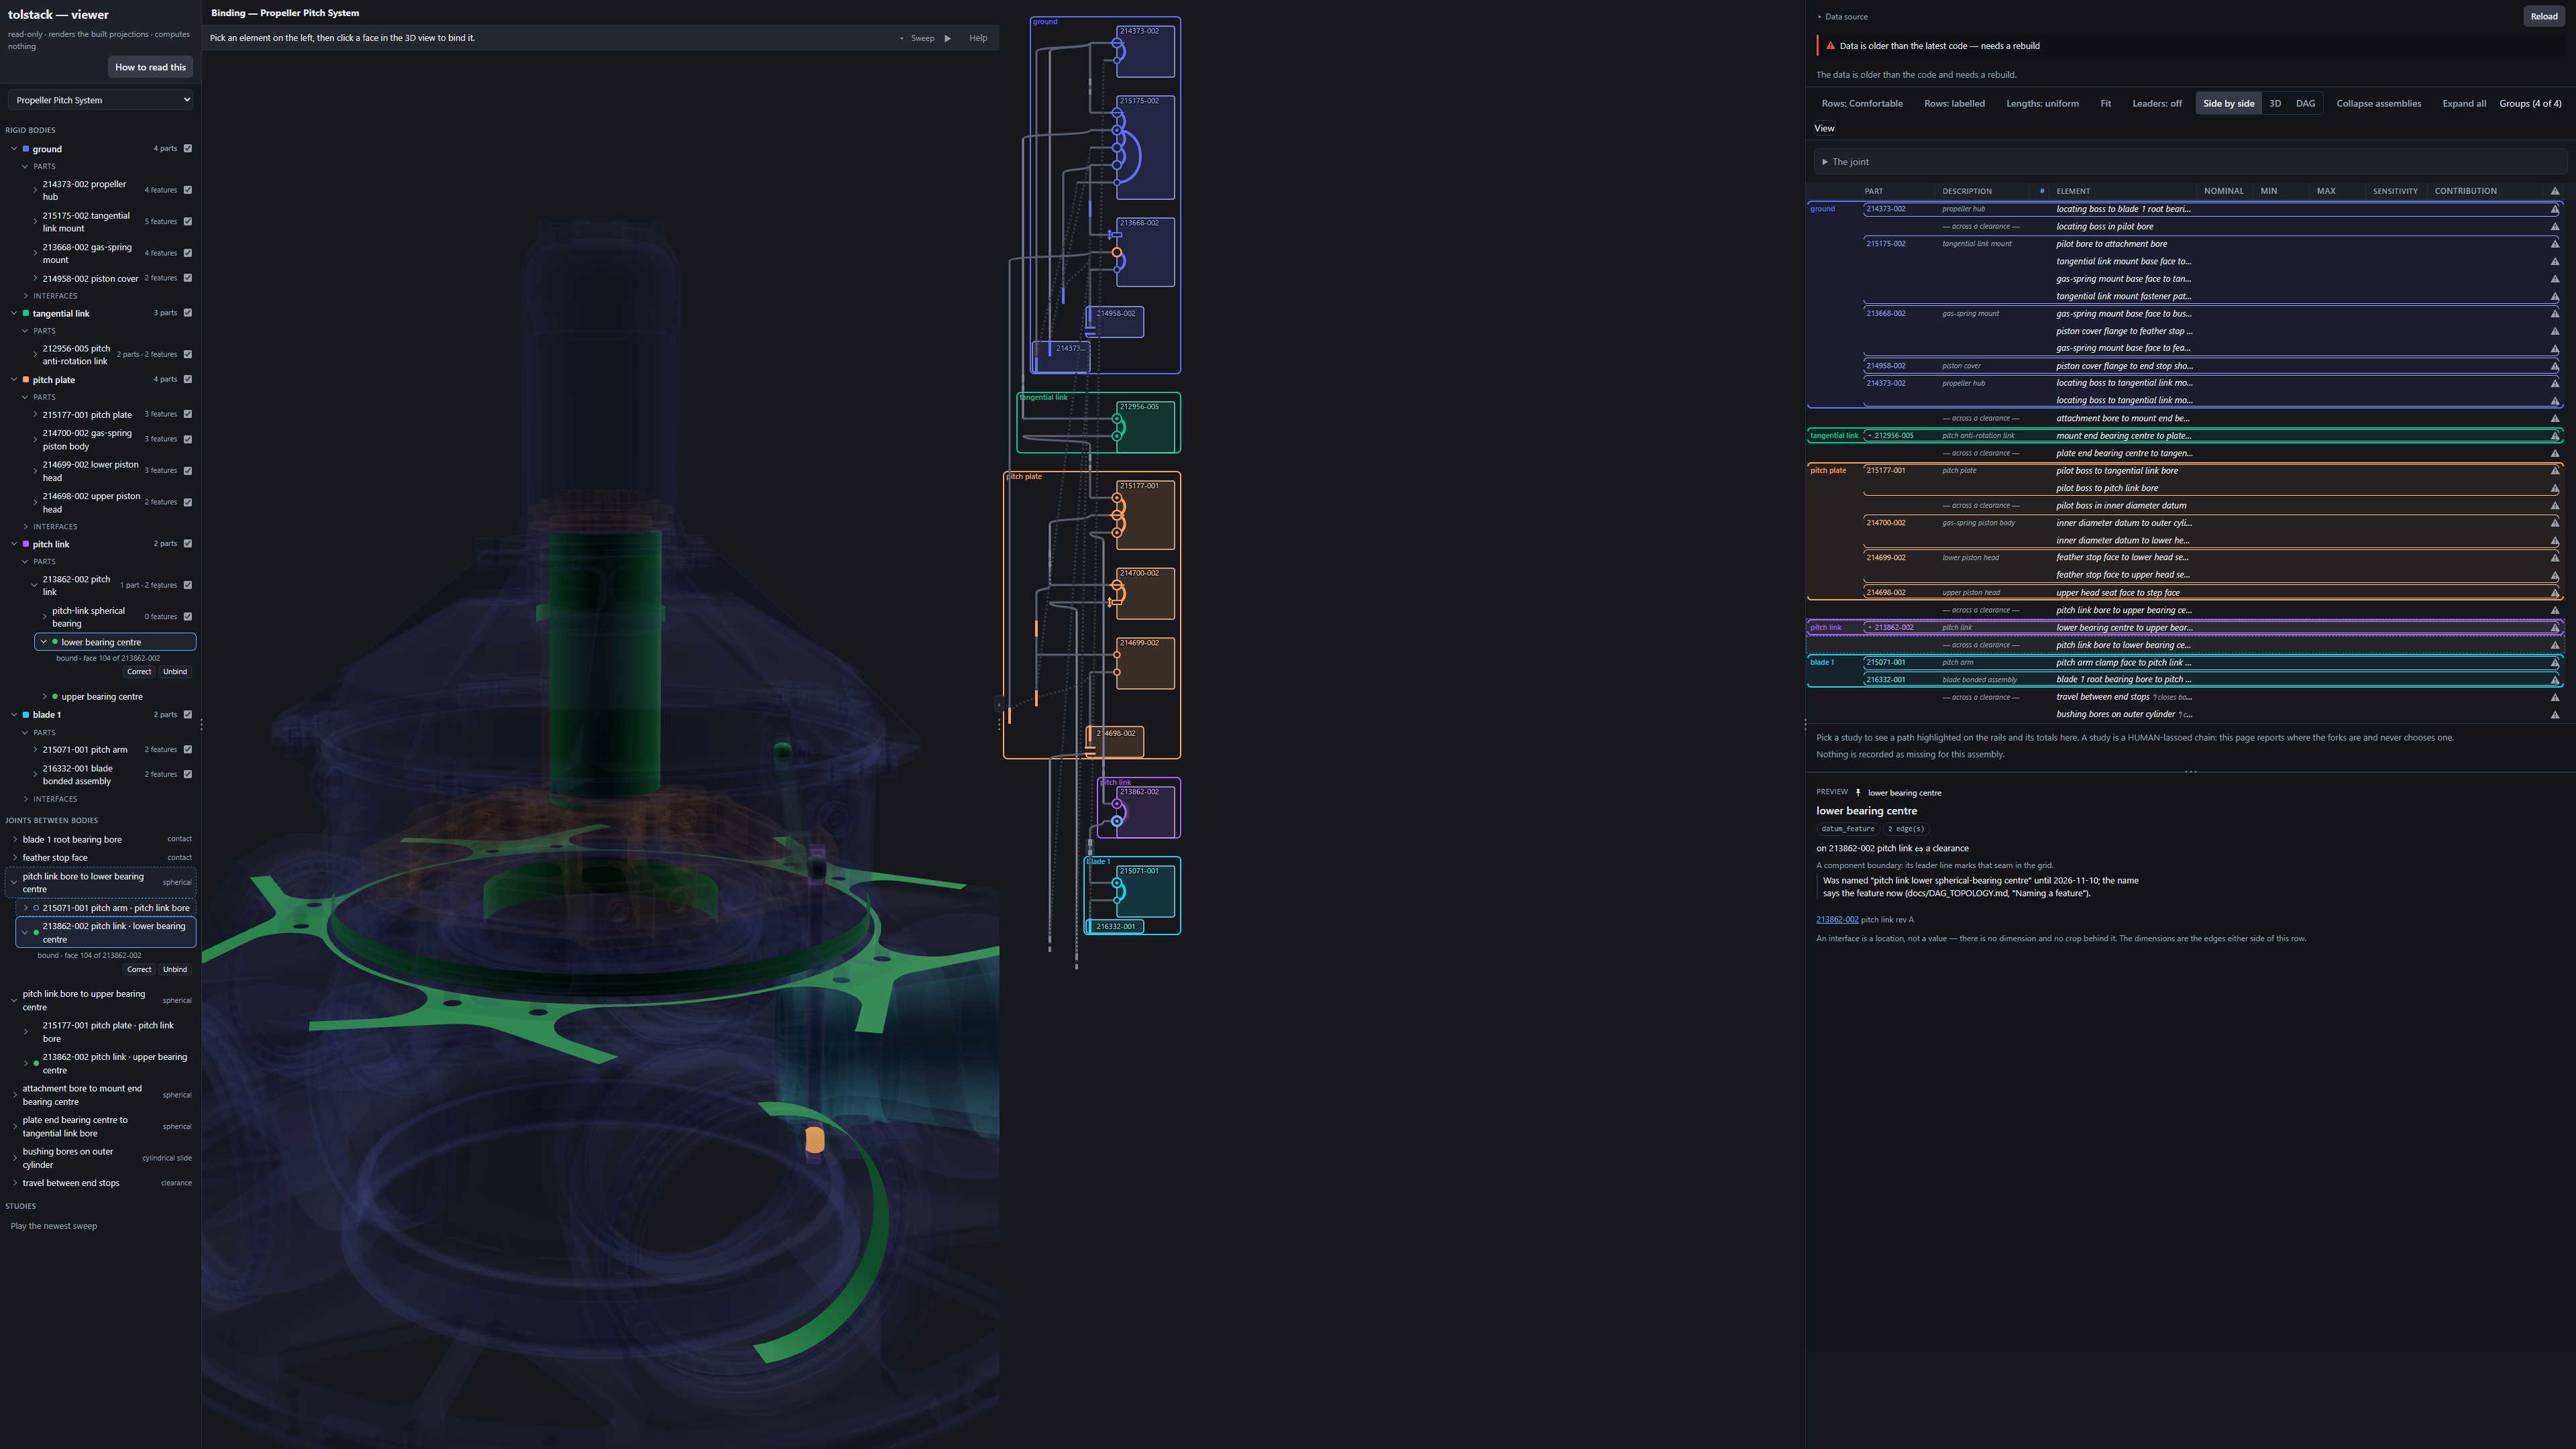 tolstack — viewer
read-only · renders the built projections · computes
nothing
How to read this
Propeller Pitch System
RIGID BODIES
ground 4 parts
PARTS
214373-002 propeller
hub
4 features
215175-002 tangential
link mount
5 features
213668-002 gas-spring
mount
4 features
214958-002 piston cover 2 features
INTERFACES
tangential link 3 parts
PARTS
212956-005 pitch
anti-rotation link
2 parts · 2 features
pitch plate 4 parts
PARTS
215177-001 pitch plate 3 features
214700-002 gas-spring
piston body
3 features
214699-002 lower piston
head
3 features
214698-002 upper piston
head
2 features
INTERFACES
pitch link 2 parts
PARTS
213862-002 pitch
link
1 part · 2 features
pitch-link spherical
bearing
0 features
lower bearing centre
bound · face 104 of 213862-002
Correct Unbind
upper bearing centre
blade 1 2 parts
PARTS
215071-001 pitch arm 2 features
216332-001 blade
bonded assembly
2 features
INTERFACES
JOINTS BETWEEN BODIES
blade 1 root bearing bore contact
feather stop face contact
pitch link bore to lower bearing
centre
spherical
215071-001 pitch arm · pitch link bore
213862-002 pitch link · lower bearing
centre
bound · face 104 of 213862-002
Correct Unbind
pitch link bore to upper bearing
centre
spherical
215177-001 pitch plate · pitch link
bore
213862-002 pitch link · upper bearing
centre
attachment bore to mount end
bearing centre
spherical
plate end bearing centre to
tangential link bore
spherical
bushing bores on outer
cylinder
cylindrical slide
travel between end stops clearance
STUDIES
Play the newest sweep
Binding — Propeller Pitch System
Pick an element on the left, then click a face in the 3D view to bind it.
Sweep ▶ Help
ground
214373-002
215175-002
213668-002
214958-002
214373...
tangential link
212956-005
pitch plate
215177-001
214700-002
214699-002
214698-002
pitch link
213862-002
blade 1
215071-001
216332-001
Data source
Reload
Data is older than the latest code — needs a rebuild
The data is older than the code and needs a rebuild.
Rows: Comfortable Rows: labelled Lengths: uniform Fit Leaders: off Side by side 3D DAG Collapse assemblies Expand all Groups (4 of 4)
View
▶ The joint
PART DESCRIPTION # ELEMENT NOMINAL MIN MAX SENSITIVITY CONTRIBUTION
ground 214373-002 propeller hub locating boss to blade 1 root beari...
— across a clearance — locating boss in pilot bore
215175-002 tangential link mount pilot bore to attachment bore
tangential link mount base face to...
gas-spring mount base face to tan...
tangential link mount fastener pat...
213668-002 gas-spring mount gas-spring mount base face to bus...
piston cover flange to feather stop ...
gas-spring mount base face to fea...
214958-002 piston cover piston cover flange to end stop sho...
214373-002 propeller hub locating boss to tangential link mo...
locating boss to tangential link mo...
— across a clearance — attachment bore to mount end be...
tangential link 212956-005 pitch anti-rotation link mount end bearing centre to plate...
— across a clearance — plate end bearing centre to tangen...
pitch plate 215177-001 pitch plate pilot boss to tangential link bore
pilot boss to pitch link bore
— across a clearance — pilot boss in inner diameter datum
214700-002 gas-spring piston body inner diameter datum to outer cyli...
inner diameter datum to lower he...
214699-002 lower piston head feather stop face to lower head se...
feather stop face to upper head se...
214698-002 upper piston head upper head seat face to step face
— across a clearance — pitch link bore to upper bearing ce...
pitch link 213862-002 pitch link lower bearing centre to upper bear...
— across a clearance — pitch link bore to lower bearing ce...
blade 1 215071-001 pitch arm pitch arm clamp face to pitch link ...
216332-001 blade bonded assembly blade 1 root bearing bore to pitch ...
— across a clearance — travel between end stops closes bo...
bushing bores on outer cylinder
Pick a study to see a path highlighted on the rails and its totals here. A study is a HUMAN-lassoed chain: this page reports where the forks are and never chooses one.
Nothing is recorded as missing for this assembly.
PREVIEW lower bearing centre
lower bearing centre
datum_feature 2 edge(s)
on 213862-002 pitch link ⇔ a clearance
A component boundary: its leader line marks that seam in the grid.
Was named "pitch link lower spherical-bearing centre" until 2026-11-10; the name
says the feature now (docs/DAG_TOPOLOGY.md, "Naming a feature").
213862-002 pitch link rev A
An interface is a location, not a value — there is no dimension and no crop behind it. The dimensions are the edges either side of this row.